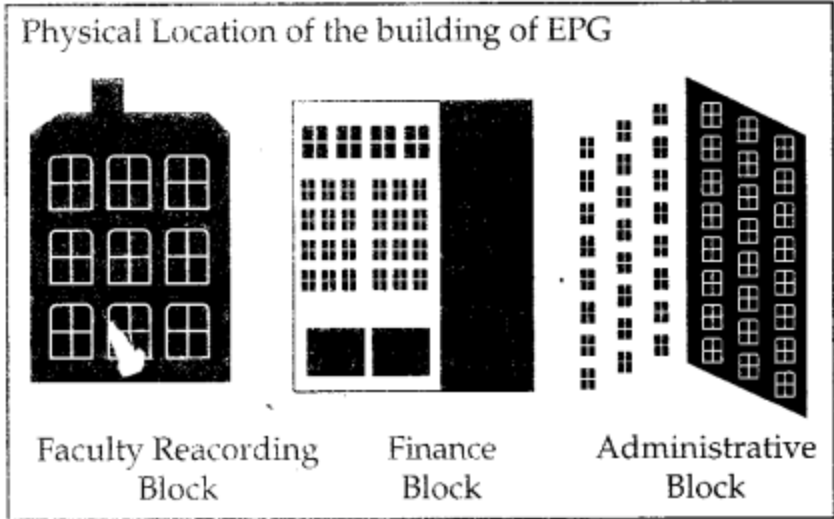 Physical Location of the building of EPG
Faculty Reacording
Block
Finance
Block
Administrative
Block